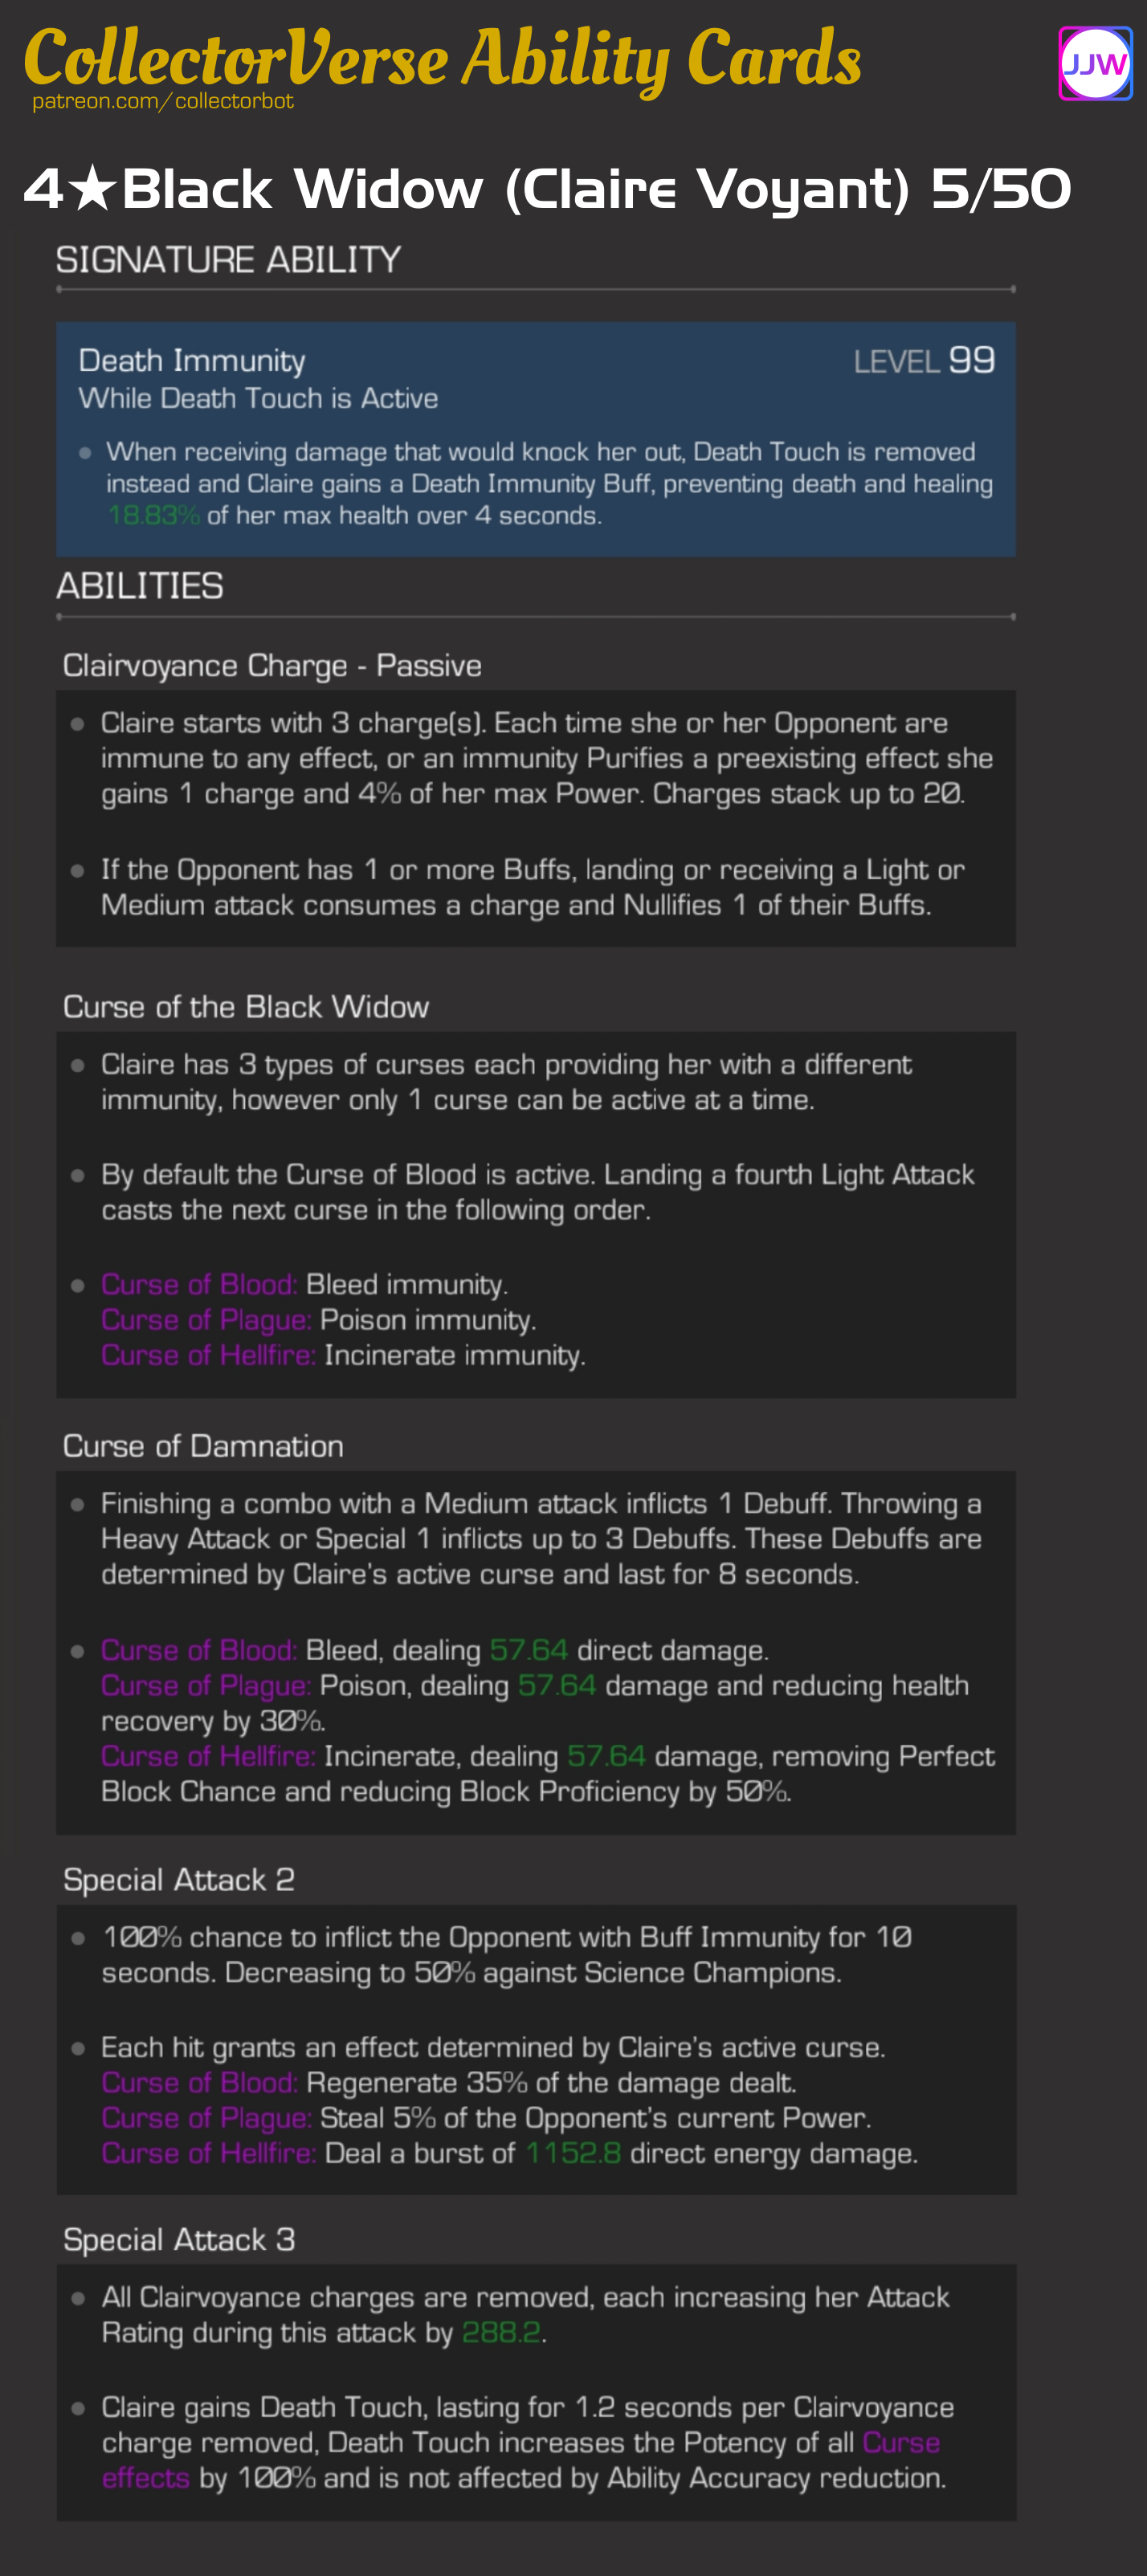 CollectorVerse Ability Cards
patreon.com/collectorbot
JJW
4★Black Widow (Claire Voyant) 5/50
SIGNATURE ABILITY
Death Immunity
LEVEL 99
While Death Touch is Active
When receiving damage that would knock her out, Death Touch is removed
instead and Claire gains a Death Immunity Buff, preventing death and healing
18.83% of her max health over 4 seconds.
ABILITIES
Clairvoyance Charge - Passive
Claire starts with 3 charge(s). Each time she or her Opponent are
immune to any effect, or an immunity Purifies a preexisting effect she
gains 1 charge and 4% of her max Power. Charges stack up to 20.
If the Opponent has 1 or more Buffs, landing or receiving a Light or
Medium attack consumes a charge and Nullifies 1 of their Buffs.
Curse of the Black Widow
Claire has 3 types of curses each providing her with a different
immunity, however only 1 curse can be active at a time.
By default the Curse of Blood is active. Landing a fourth Light Attack
casts the next curse in the following order.
Curse of Blood: Bleed immunity.
Curse of Plague: Poison immunity.
Curse of Hellfire: Incinerate immunity.
Curse of Damnation
Finishing a combo with a Medium attack inflicts 1 Debuff. Throwing a
Heavy Attack or Special 1 inflicts up to 3 Debuffs. These Debuffs are
determined by Claire's active curse and last for 8 seconds.
Curse of Blood: Bleed, dealing 57.64 direct damage.
Curse of Plague: Poison, dealing 57.64 damage and reducing health
recovery by 30%.
Curse of Hellfire: Incinerate, dealing 57.64 damage, removing Perfect
Block Chance and reducing Block Proficiency by 50%.
Special Attack 2
100% chance to inflict the Opponent with Buff Immunity for 10
seconds. Decreasing to 50% against Science Champions.
Each hit grants an effect determined by Claire's active curse.
Curse of Blood: Regenerate 35% of the damage dealt.
Curse of Plague: Steal 5% of the Opponent's current Power.
Curse of Hellfire: Deal a burst of 1152.8 direct energy damage.
Special Attack 3
All Clairvoyance charges are removed, each increasing her Attack
Rating during this attack by 288.2.
Claire gains Death Touch, lasting for 1.2 seconds per Clairvoyance
charge removed, Death Touch increases the Potency of all Curse
effects by 100% and is not affected by Ability Accuracy reduction.